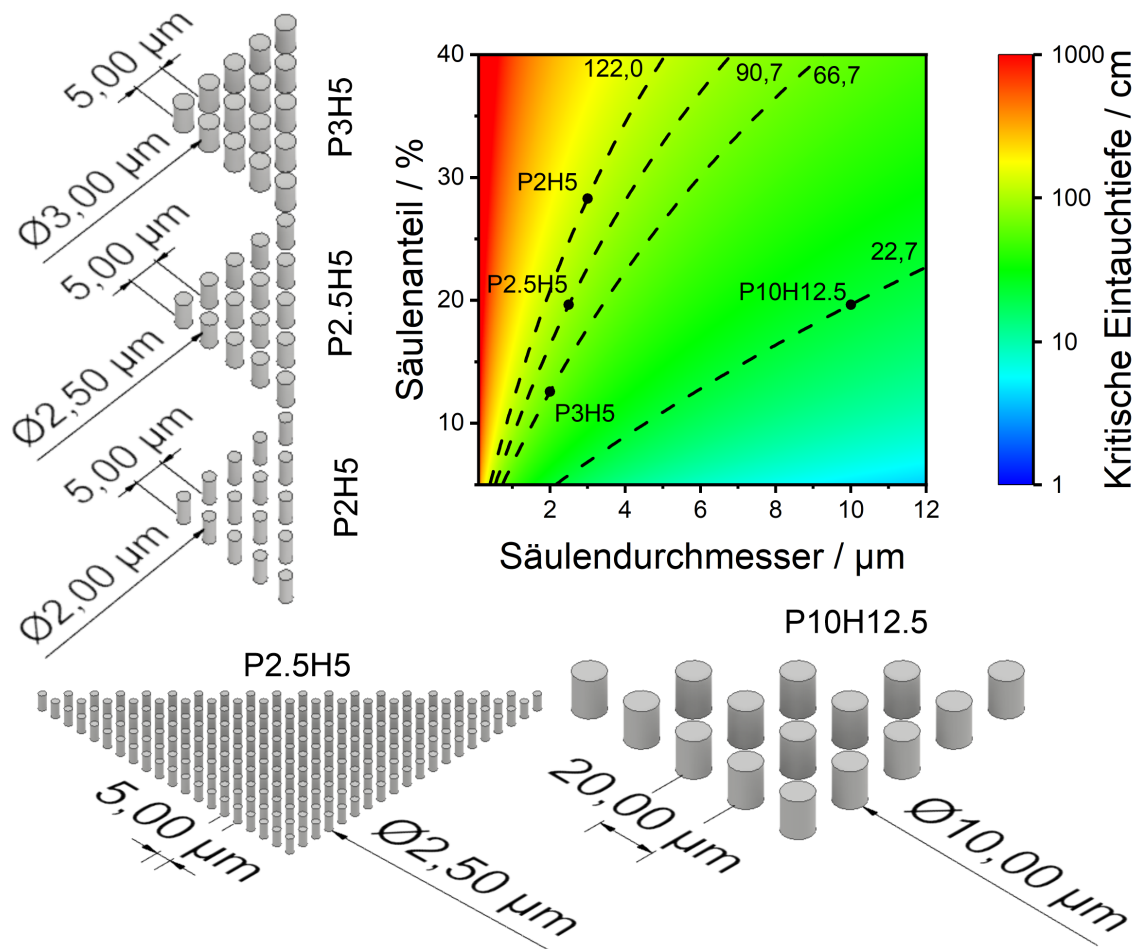 5,00 µm
Ø3,00 µm
P3H5
5,00 µm
Ø2,50 µm
P2.5H5
5,00 µm
Ø2,00 µm
P2H5
40
30
20
10
Säulenanteil / %
122,0
90,7
66,7
22,7
P2H5
P2.5H5
P3H5
P10H12.5
2
4
6
8
10
12
Säulendurchmesser / µm
1000
100
10
1
Kritische Eintauchtiefe / cm
P2.5H5
5,00 µm
Ø2,50 µm
P10H12.5
20,00 µm
Ø10,00 µm